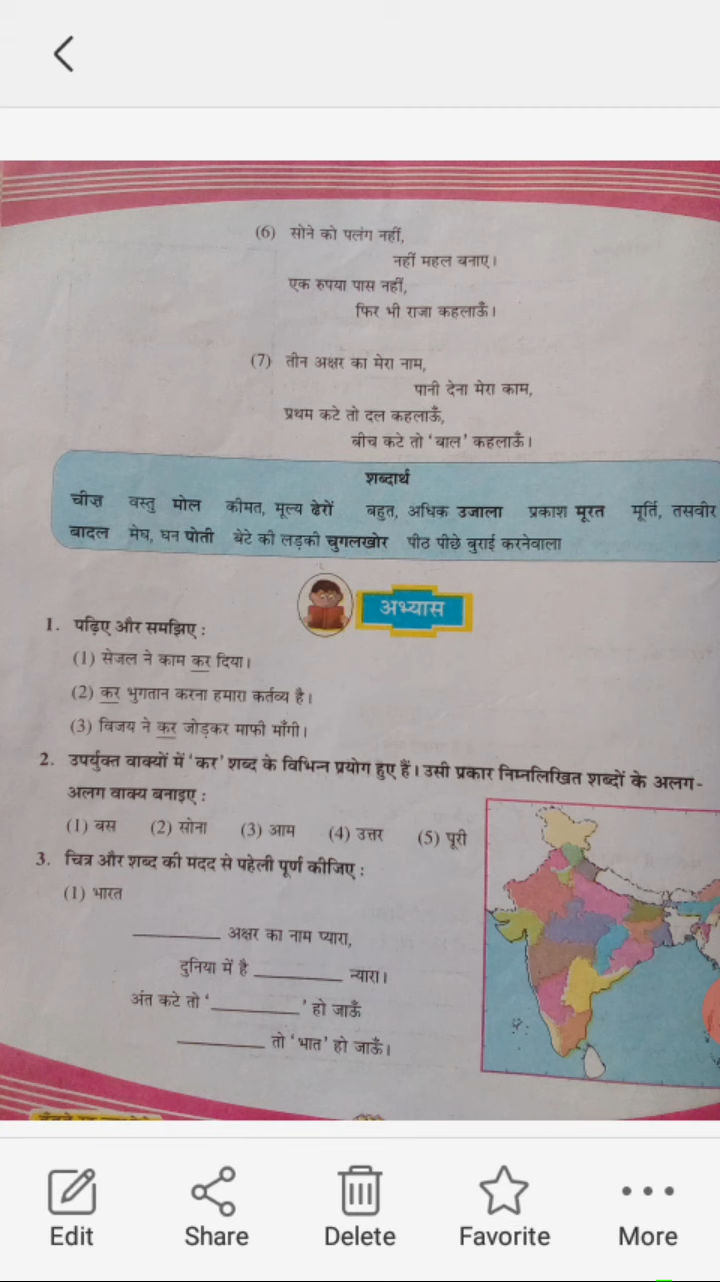 (6) सोने को पलंग नहीं,
नहीं महल बनाए।
एक रुपया पास नहीं,
फिर भी राजा कहलाऊँ।
(7) तीन अक्षर का मेरा नाम,
पानी देना मेरा काम,
प्रथम कटे तो दल कहलाऊँ,
बीच कटे तो 'बाल' कहलाऊँ।
शब्दार्थ
चीज़ वस्तु मोल कीमत, मूल्य ढेरों बहुत, अधिक उजाला प्रकाश मूरत मूर्ति, तसवीर
बादल मेघ, घन पोती बेटे की लड़की चुगलखोर पीठ पीछे बुराई करनेवाला
अभ्यास
1. पढ़िए और समझिए :
(1) सेजल ने काम कर दिया।
(2) कर भुगतान करना हमारा कर्तव्य है।
(3) विजय ने कर जोड़कर माफी माँगी।
2. उपर्युक्त वाक्यों में 'कर' शब्द के विभिन्न प्रयोग हुए हैं। उसी प्रकार निम्नलिखित शब्दों के अलग-
अलग वाक्य बनाइए :
(1) बस (2) सोना (3) आम (4) उत्तर (5) पूरी
3. चित्र और शब्द की मदद से पहेली पूर्ण कीजिए :
(1) भारत
________ अक्षर का नाम प्यारा,
दुनिया में है ________ न्यारा।
अंत कटे तो '________' हो जाऊँ
________ तो 'भात' हो जाऊँ।
Edit Share Delete Favorite More